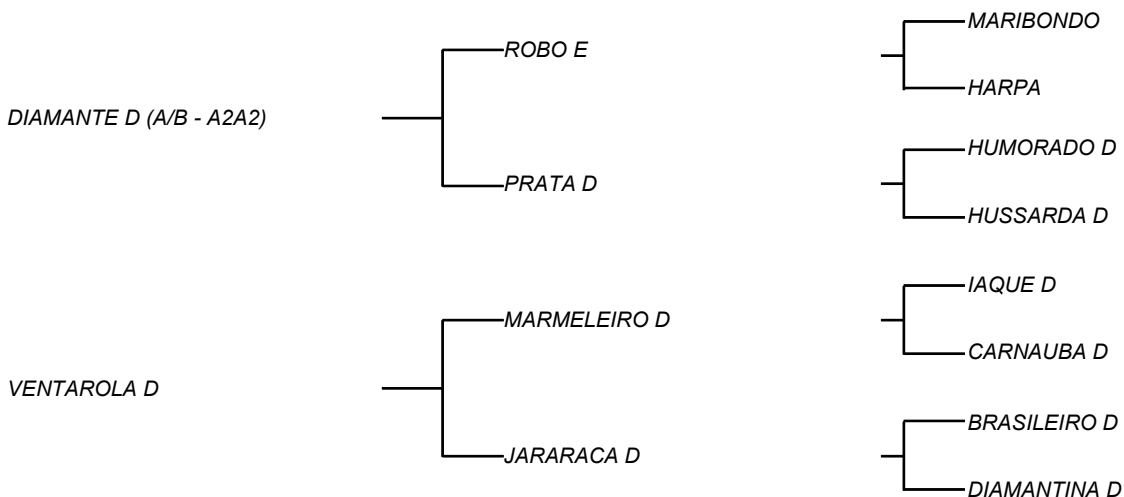 MARIBONDO
ROBO E
HARPA
DIAMANTE D (A/B - A2A2)
HUMORADO D
PRATA D
HUSSARDA D
IAQUE D
MARMELEIRO D
CARNAUBA D
VENTAROLA D
BRASILEIRO D
JARARACA D
DIAMANTINA D